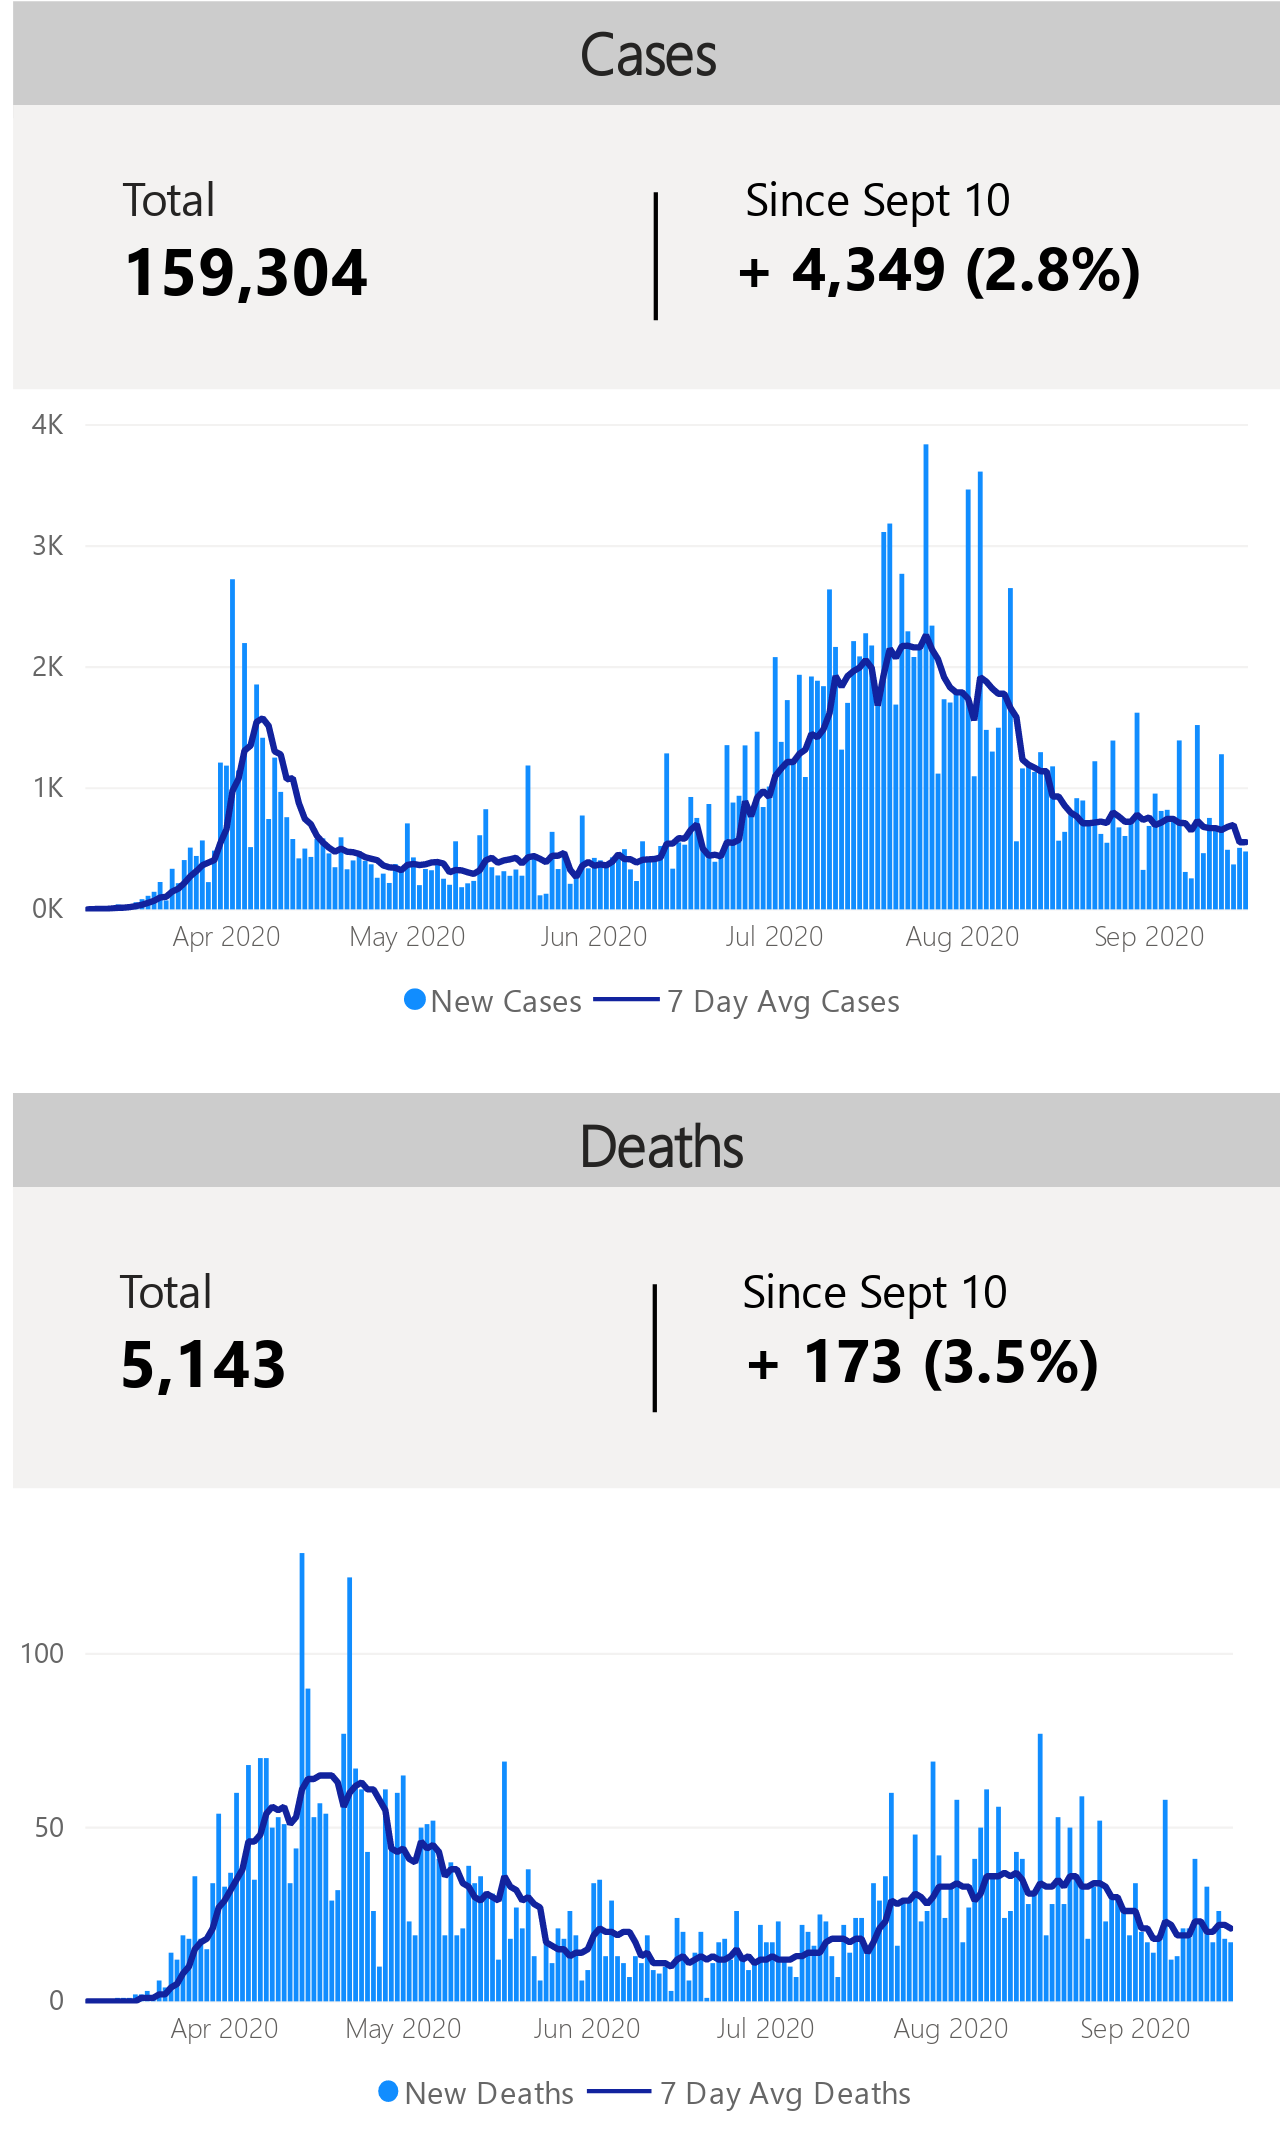 Cases
Total
Since Sept 10
159,304
+ 4,349 (2.8%)
4K
3K
2K
1K
0K
Apr 2020
May 2020
Jun 2020
Jul 2020
Aug 2020
Sep 2020
New Cases
7 Day Avg Cases
Deaths
Total
Since Sept 10
5,143
+ 173 (3.5%)
100
50
0
Apr 2020
May 2020
Jun 2020
Jul 2020
Aug 2020
Sep 2020
New Deaths
7 Day Avg Deaths